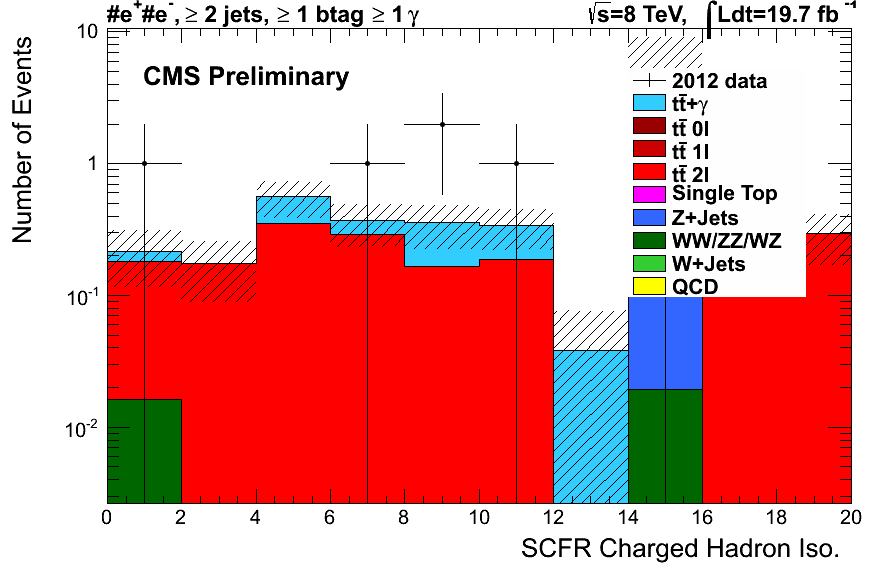 #e⁺#e⁻, ≥ 2 jets, ≥ 1 btag ≥ 1 γ
√s=8 TeV, ∫Ldt=19.7 fb⁻¹
CMS Preliminary
Number of Events
10
1
10⁻¹
10⁻²
2012 data
tt̄+γ
tt̄ 0l
tt̄ 1l
tt̄ 2l
Single Top
Z+Jets
WW/ZZ/WZ
W+Jets
QCD
0 2 4 6 8 10 12 14 16 18 20
SCFR Charged Hadron Iso.